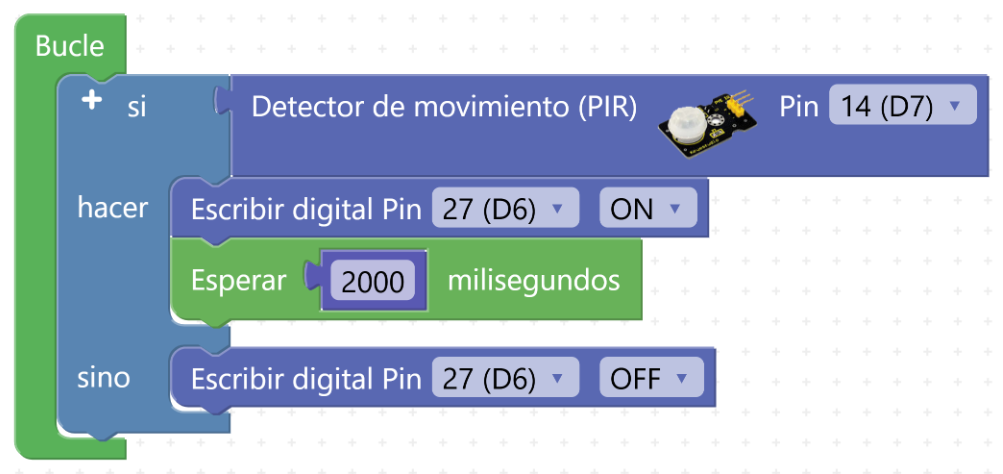 Bucle
+ si Detector de movimiento (PIR) Pin 14 (D7)
hacer Escribir digital Pin 27 (D6) ON
Esperar 2000 milisegundos
sino Escribir digital Pin 27 (D6) OFF